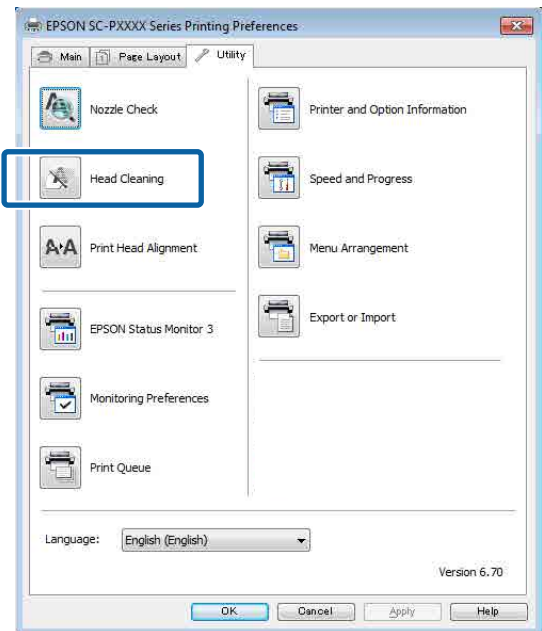 EPSON SC-PXXXX Series Printing Preferences
Main
Page Layout
Utility
Nozzle Check
Head Cleaning
Print Head Alignment
EPSON Status Monitor 3
Monitoring Preferences
Print Queue
Printer and Option Information
Speed and Progress
Menu Arrangement
Export or Import
Language: English (English)
Version 6.70
OK Cancel Apply Help